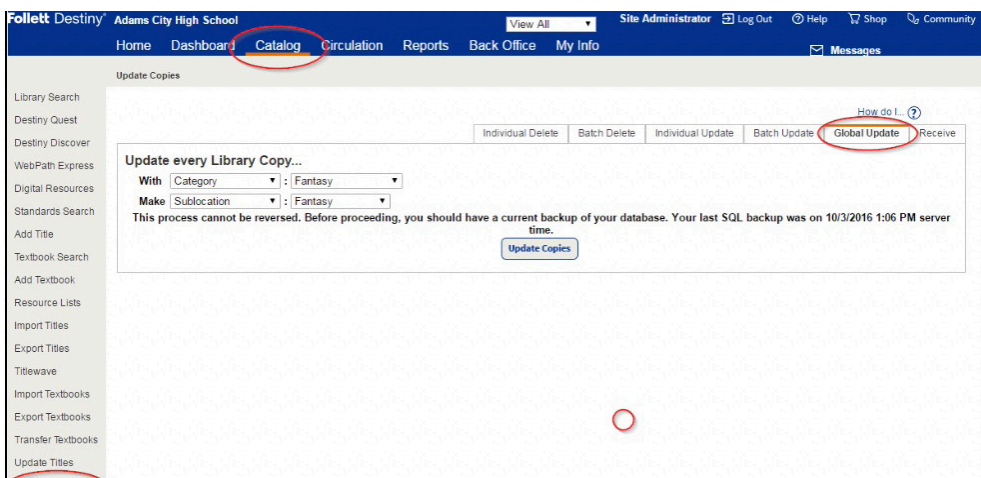 Follett Destiny® Adams City High School View All Site Administrator Log Out ? Help Shop Community
Home Dashboard Catalog Circulation Reports Back Office My Info Messages
Update Copies
Library Search
Destiny Quest
Destiny Discover
WebPath Express
Digital Resources
Standards Search
Add Title
Textbook Search
Add Textbook
Resource Lists
Import Titles
Export Titles
Titlewave
Import Textbooks
Export Textbooks
Transfer Textbooks
Update Titles
How do I... ?
Individual Delete Batch Delete Individual Update Batch Update Global Update Receive
Update every Library Copy...
With Category : Fantasy
Make Sublocation : Fantasy
This process cannot be reversed. Before proceeding, you should have a current backup of your database. Your last SQL backup was on 10/3/2016 1:06 PM server
time.
Update Copies